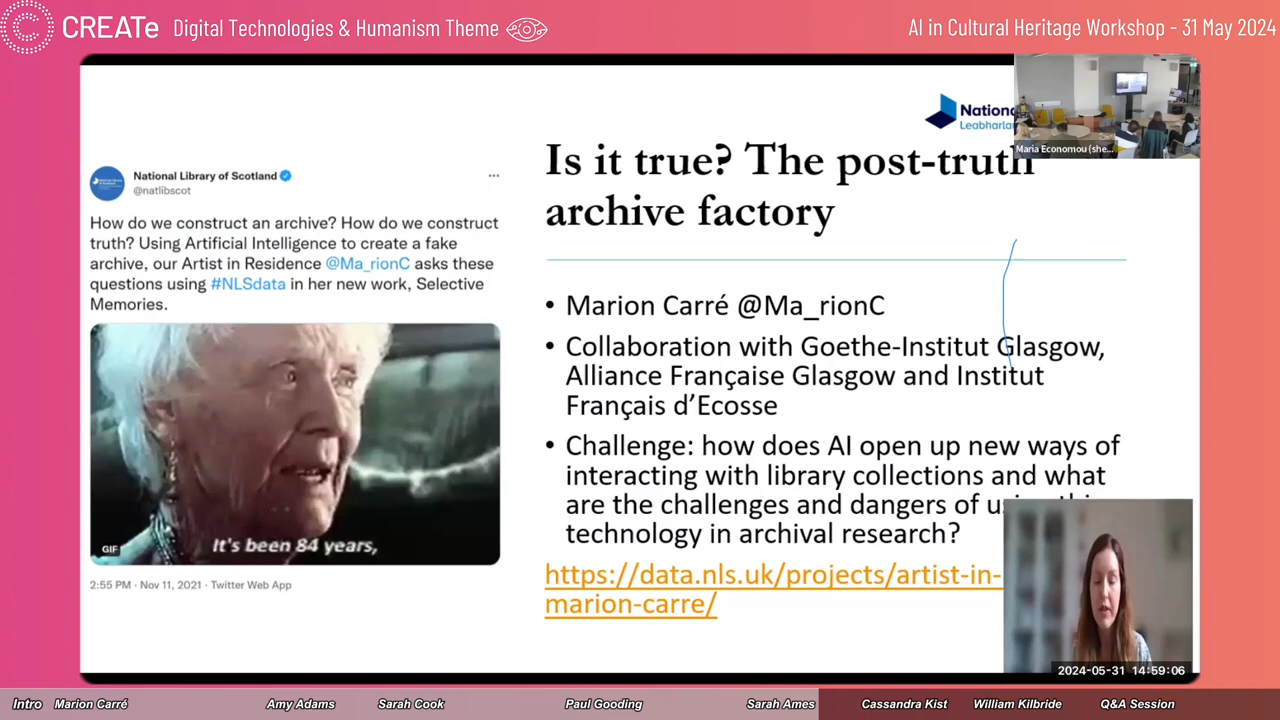 CREATe Digital Technologies & Humanism Theme
AI in Cultural Heritage Workshop - 31 May 2024
Maria Economou (she...
National Library of Scotland
@natlibscot
How do we construct an archive? How do we construct
truth? Using Artificial Intelligence to create a fake
archive, our Artist in Residence @Ma_rionC asks these
questions using #NLSdata in her new work, Selective
Memories.
It's been 84 years,
GIF
2:55 PM · Nov 11, 2021 · Twitter Web App
Is it true? The post-truth
archive factory
• Marion Carré @Ma_rionC
• Collaboration with Goethe-Institut Glasgow,
Alliance Française Glasgow and Institut
Français d’Ecosse
• Challenge: how does AI open up new ways of
interacting with library collections and what
are the challenges and dangers of
technology in archival research?
https://data.nls.uk/projects/artist-in-
marion-carre/
2024-05-31 14:59:06
Intro Marion Carré Amy Adams Sarah Cook Paul Gooding Sarah Ames Cassandra Kist William Kilbride Q&A Session